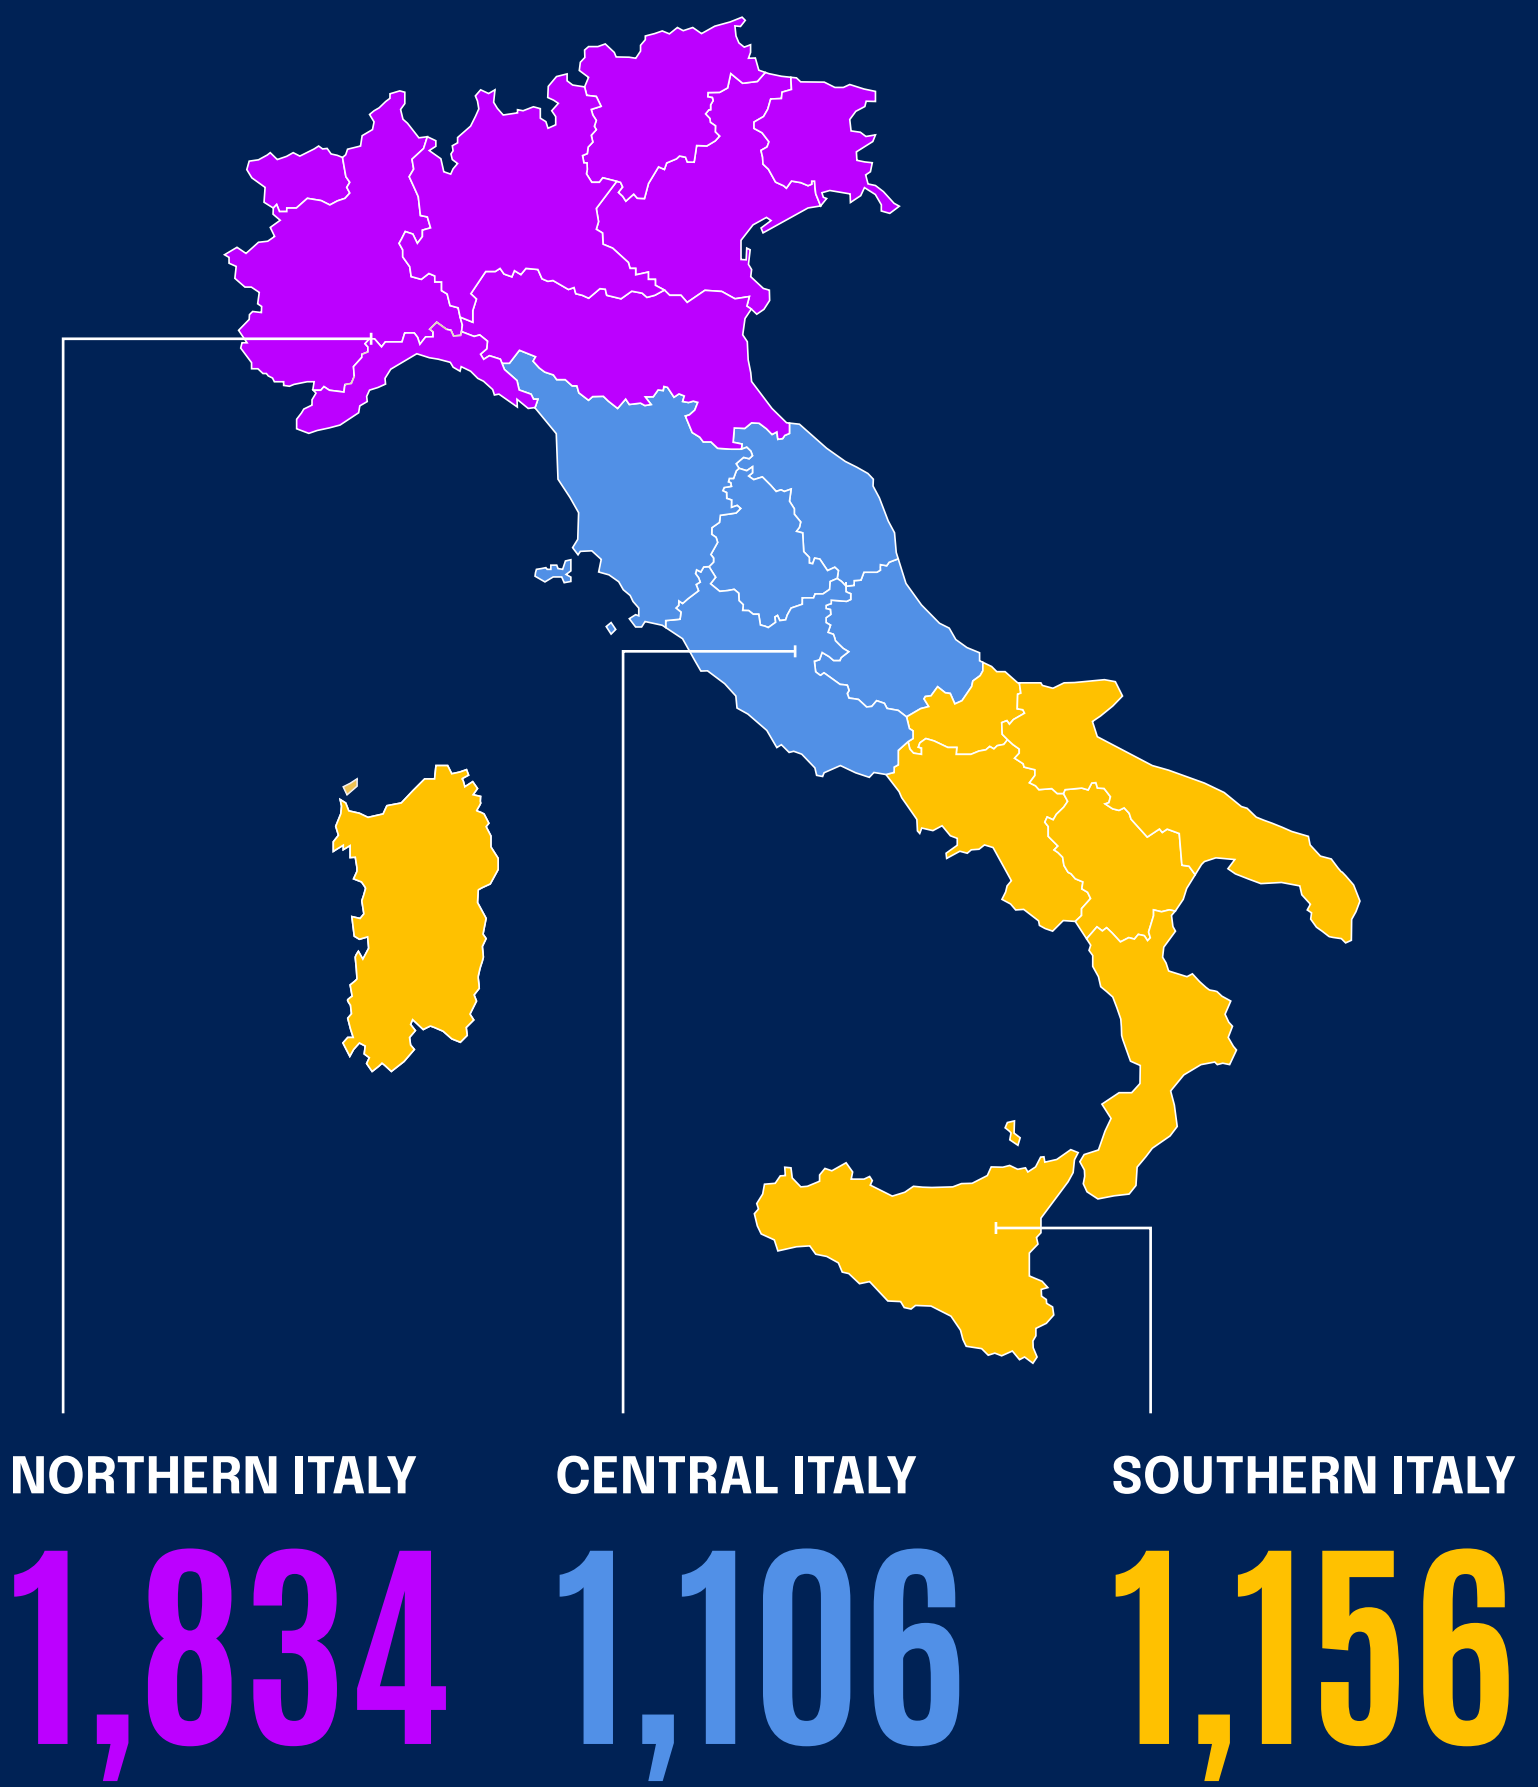 NORTHERN ITALY
1,834
CENTRAL ITALY
1,106
SOUTHERN ITALY
1,156